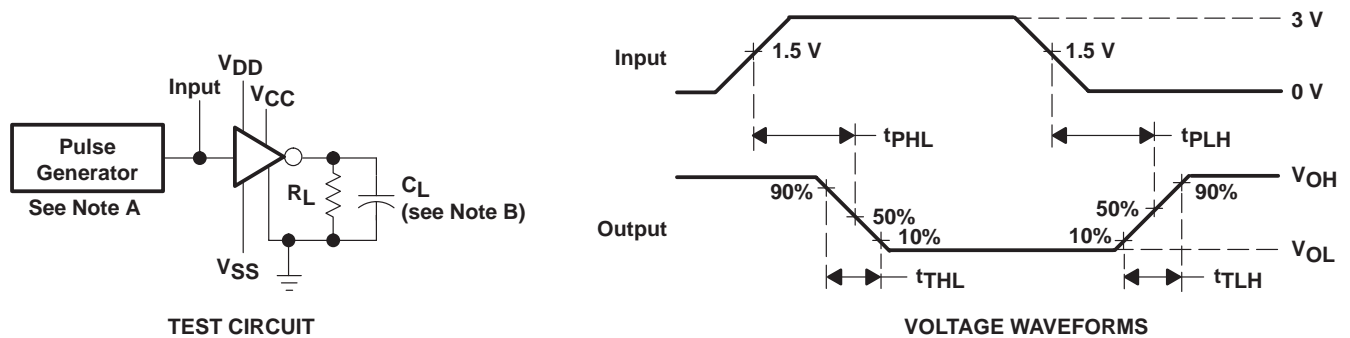 VDD
Input
VCC
Pulse
Generator
See Note A
RL
CL
(see Note B)
VSS
TEST CIRCUIT
3 V
Input
1.5 V
1.5 V
0 V
tPHL
tPLH
VOH
90%
90%
50%
50%
Output
10%
10%
VOL
tTHL
tTLH
VOLTAGE WAVEFORMS